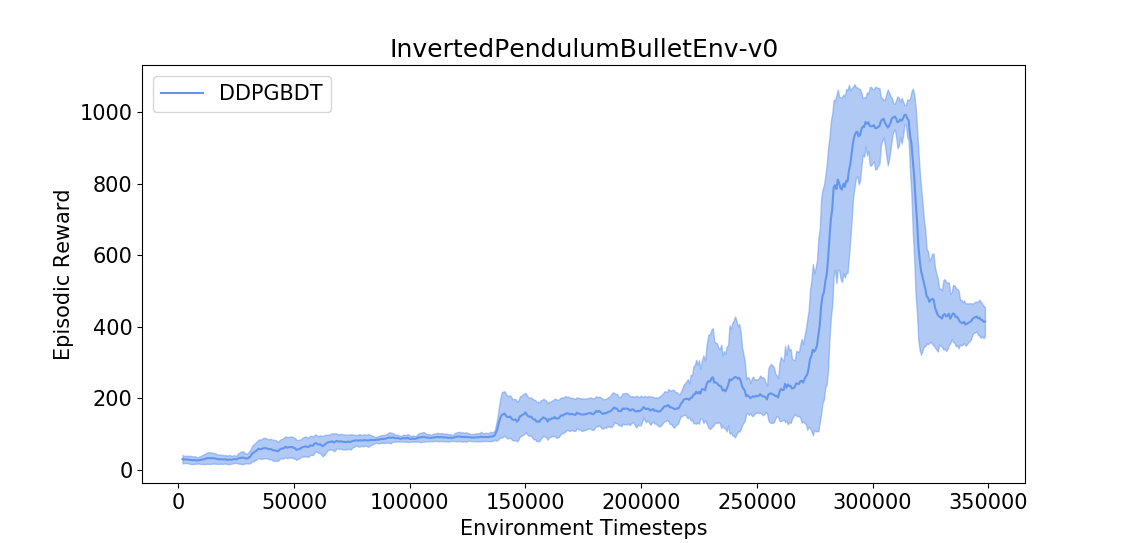 InvertedPendulumBulletEnv-v0
DDPGBDT
Episodic Reward
1000
800
600
400
200
0
0 50000 100000 150000 200000 250000 300000 350000
Environment Timesteps